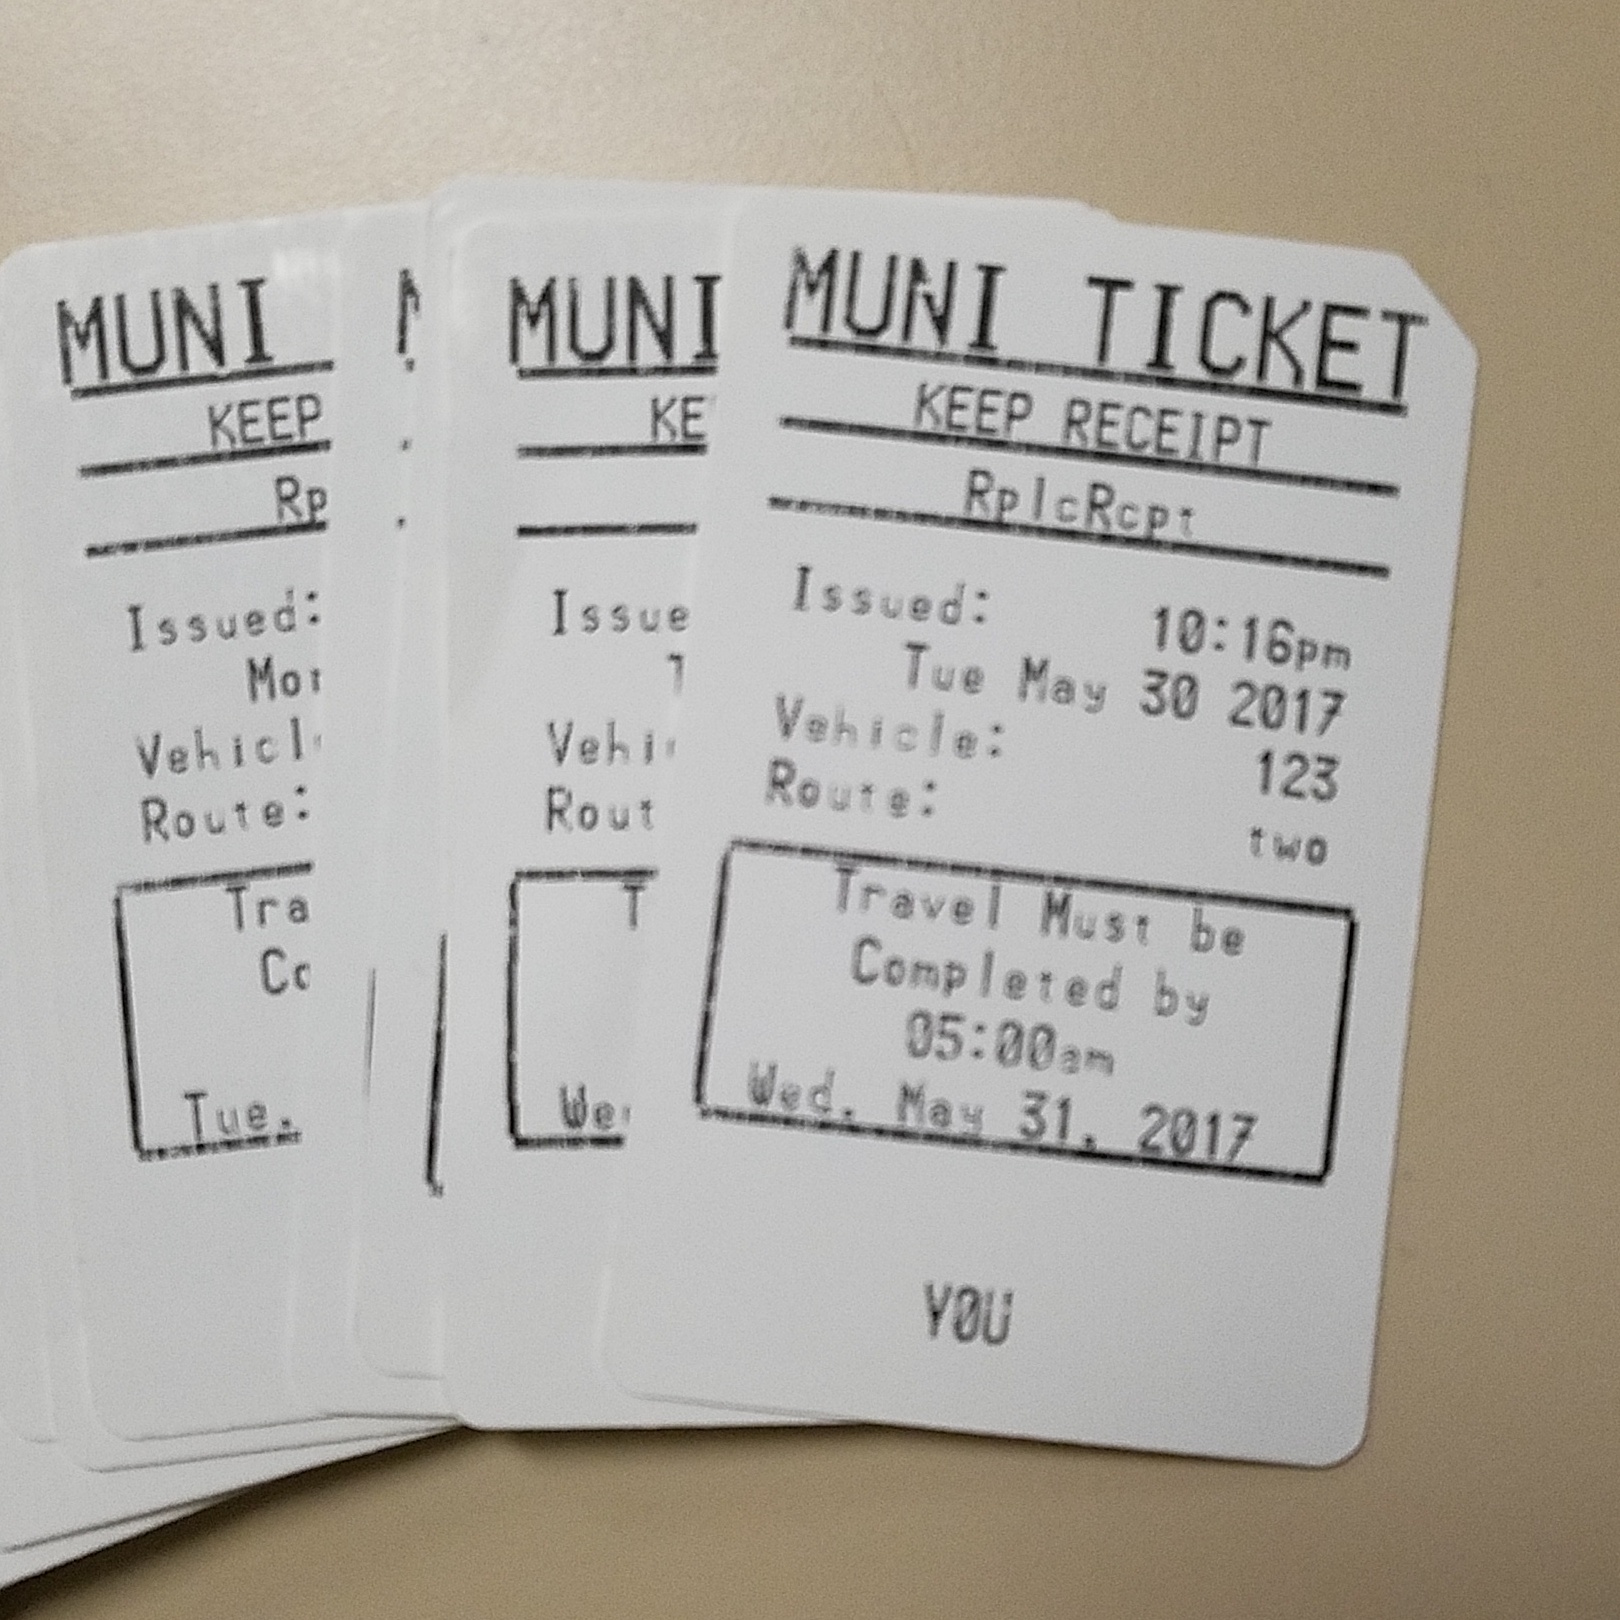 MUNI
KEEP
Rp
Issued:
Vehicl
Route:
Tra
Co
Tue.
MUNI
KE
Issue
Vehi
Rout
T
We
MUNI TICKET
KEEP RECEIPT
RplcRcpt
Issued: 10:16pm
Tue May 30 2017
Vehicle: 123
Route: two
Travel Must be
Completed by
05:00am
Wed. May 31. 2017
YOU